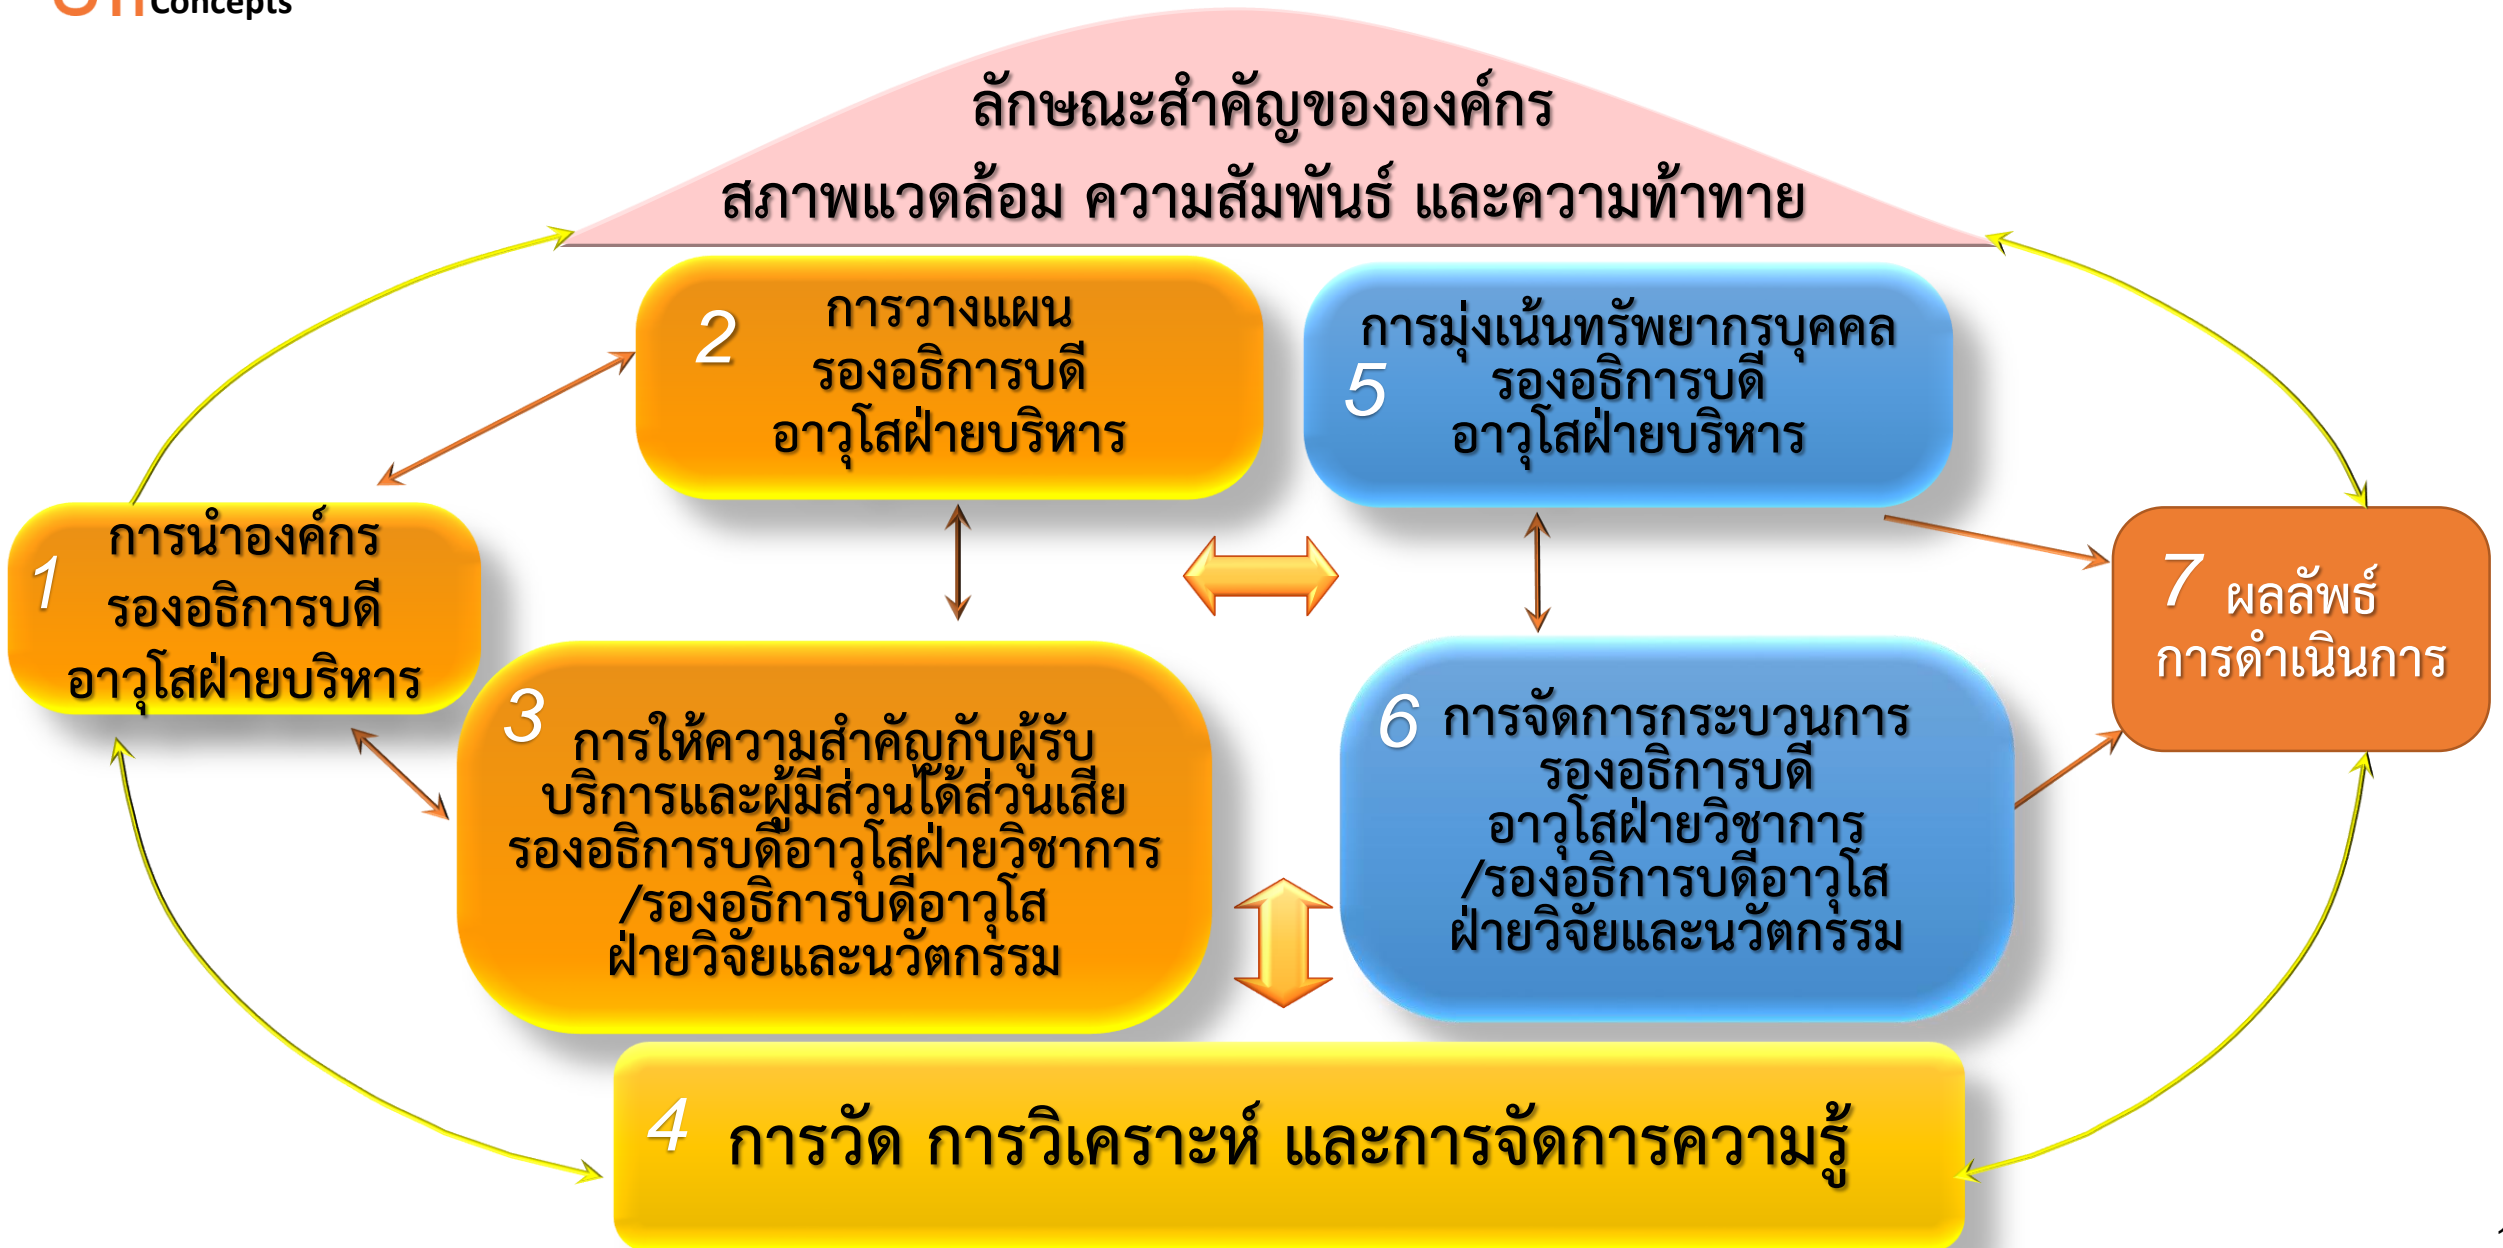 Concepts
ลักษณะสำคัญขององค์กร
สภาพแวดล้อม ความสัมพันธ์ และความท้าทาย
2
การวางแผน
รองอธิการบดี
อาวุโสฝ่ายบริหาร
5
การมุ่งเน้นทรัพยากรบุคคล
รองอธิการบดี
อาวุโสฝ่ายบริหาร
1
การนำองค์กร
รองอธิการบดี
อาวุโสฝ่ายบริหาร
7 ผลลัพธ์
การดำเนินการ
3
การให้ความสำคัญกับผู้รับ
บริการและผู้มีส่วนได้ส่วนเสีย
รองอธิการบดีอาวุโสฝ่ายวิชาการ
/รองอธิการบดีอาวุโส
ฝ่ายวิจัยและนวัตกรรม
6 การจัดการกระบวนการ
รองอธิการบดี
อาวุโสฝ่ายวิชาการ
/รองอธิการบดีอาวุโส
ฝ่ายวิจัยและนวัตกรรม
4 การวัด การวิเคราะห์ และการจัดการความรู้